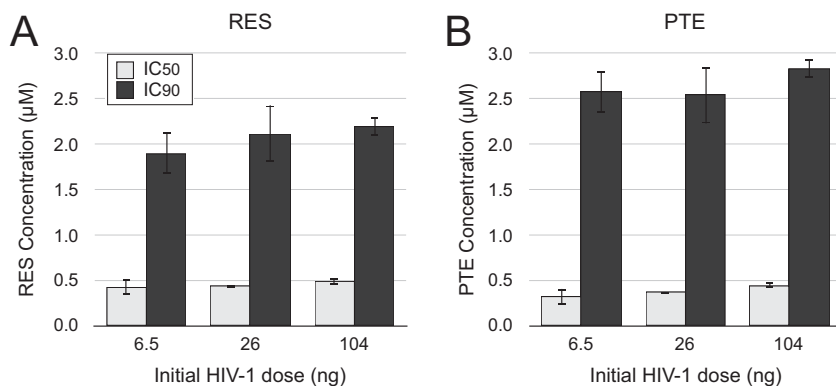 A
RES
IC50
IC90
RES Concentration (µM)
3.0
2.5
2.0
1.5
1.0
0.5
0.0
6.5 26 104
Initial HIV-1 dose (ng)
B
PTE
PTE Concentration (µM)
3.0
2.5
2.0
1.5
1.0
0.5
0.0
6.5 26 104
Initial HIV-1 dose (ng)